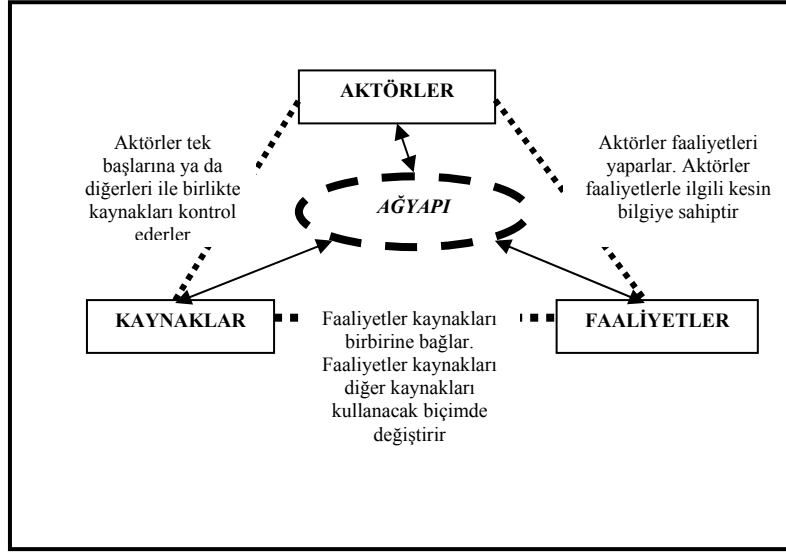 AKTÖRLER
Aktörler tek
başlarına ya da
diğerleri ile birlikte
kaynakları kontrol
ederler
Aktörler faaliyetleri
yaparlar. Aktörler
faaliyetlerle ilgili kesin
bilgiye sahiptir
AĞYAPI
KAYNAKLAR
Faaliyetler kaynakları
birbirine bağlar.
Faaliyetler kaynakları
diğer kaynakları
kullanacak biçimde
değiştirir
FAALİYETLER